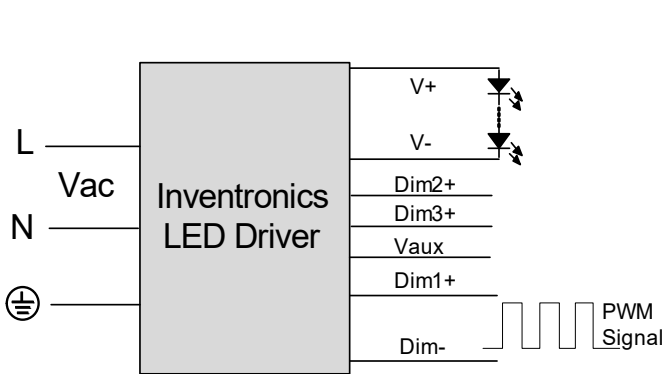 V+
L
V-
Vac
Inventronics
LED Driver
Dim2+
Dim3+
N
Vaux
Dim1+
PWM
Signal
Dim-